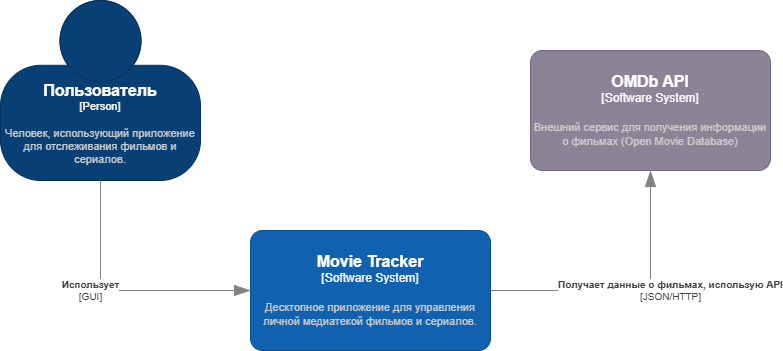 Пользователь
[Person]
Человек, использующий приложение
для отслеживания фильмов и
сериалов.
OMDb API
[Software System]
Внешний сервис для получения информации
о фильмах (Open Movie Database)
Movie Tracker
[Software System]
Десктопное приложение для управления
личной медиатекой фильмов и сериалов.
Использует
[GUI]
Получает данные о фильмах, использую API
[JSON/HTTP]